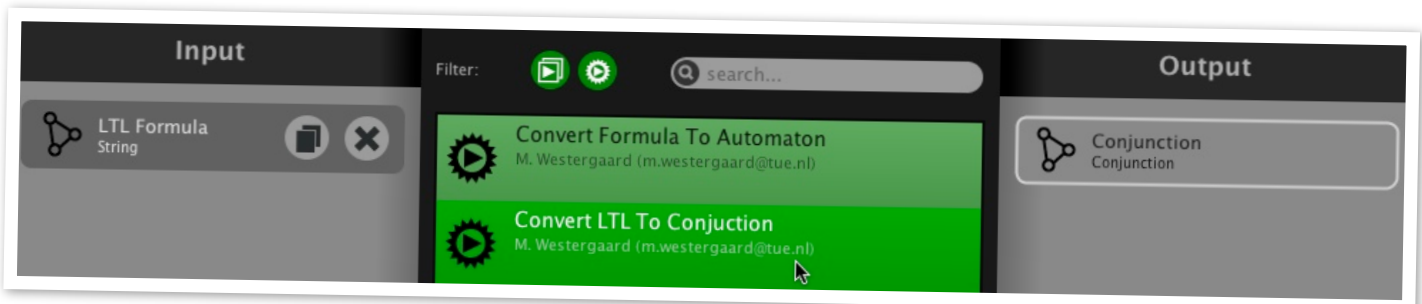 Input
Filter:
search...
Output
LTL Formula
String
Convert Formula To Automaton
M. Westergaard (m.westergaard@tue.nl)
Convert LTL To Conjuction
M. Westergaard (m.westergaard@tue.nl)
Conjunction
Conjunction